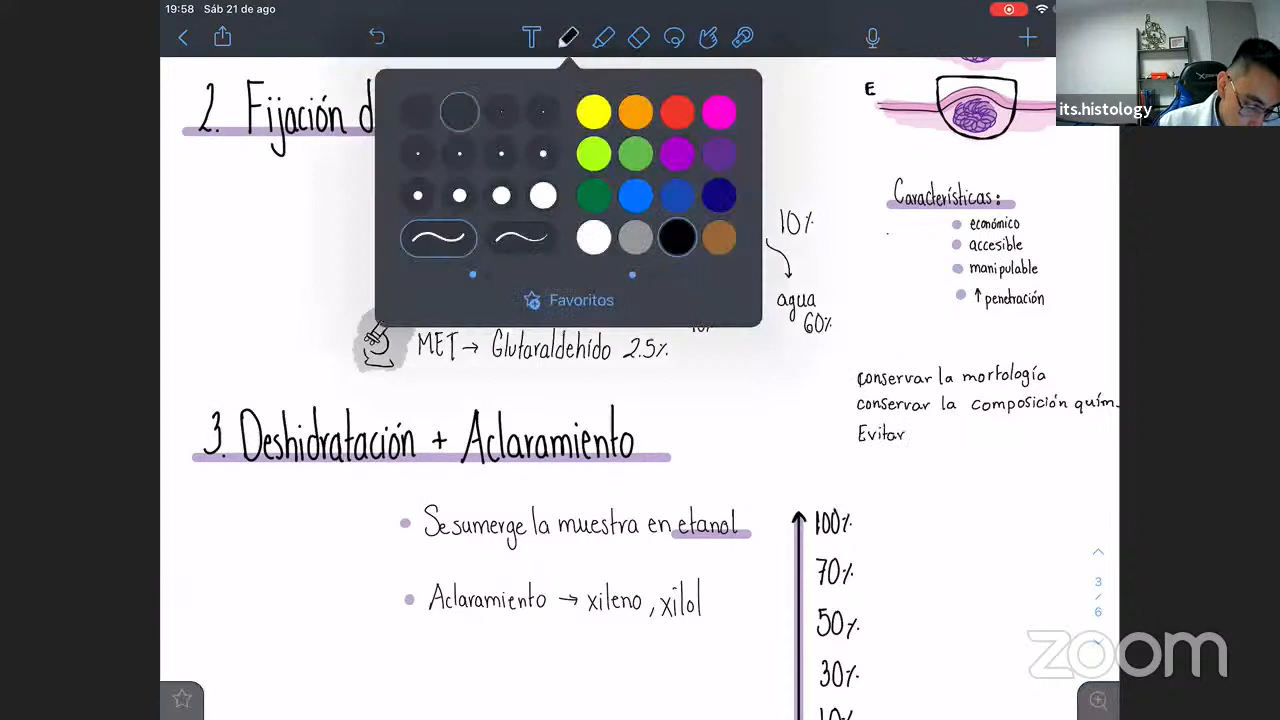 19:58 Sáb 21 de ago
its.histology
2. Fijación d
E
Características:
económico
accesible
manipulable
↑ penetración
10%
agua
60%
Favoritos
MET → Glutaraldehído 2.5%
conservar la morfología
conservar la composición quím.
Evitar
3. Deshidratación + Aclaramiento
Se sumerge la muestra en etanol
Aclaramiento → xileno, xilol
100%
70%
50%
30%
10%
3
/
6
zoom